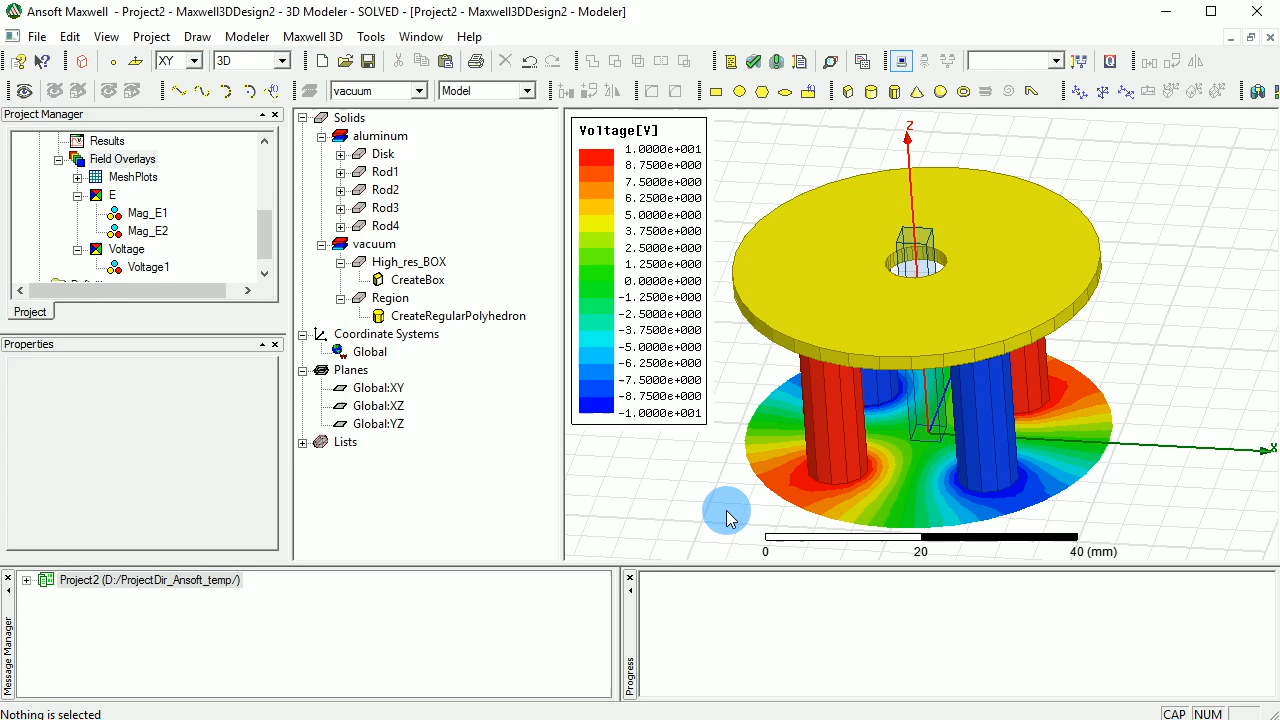 Ansoft Maxwell - Project2 - Maxwell3DDesign2 - 3D Modeler - SOLVED - [Project2 - Maxwell3DDesign2 - Modeler]
File Edit View Project Draw Modeler Maxwell 3D Tools Window Help
XY 3D
vacuum Model
Project Manager
Results
Field Overlays
MeshPlots
E
Mag_E1
Mag_E2
Voltage
Voltage1
Project
Properties
Solids
aluminum
Disk
Rod1
Rod2
Rod3
Rod4
vacuum
High_res_BOX
CreateBox
Region
CreateRegularPolyhedron
Coordinate Systems
Global
Planes
Global:XY
Global:XZ
Global:YZ
Lists
Voltage[V]
1.0000e+001
8.7500e+000
7.5000e+000
6.2500e+000
5.0000e+000
3.7500e+000
2.5000e+000
1.2500e+000
0.0000e+000
-1.2500e+000
-2.5000e+000
-3.7500e+000
-5.0000e+000
-6.2500e+000
-7.5000e+000
-8.7500e+000
-1.0000e+001
Z
X
0 20 40 (mm)
Message Manager
Project2 (D:/ProjectDir_Ansoft_temp/)
Progress
Nothing is selected
CAP NUM